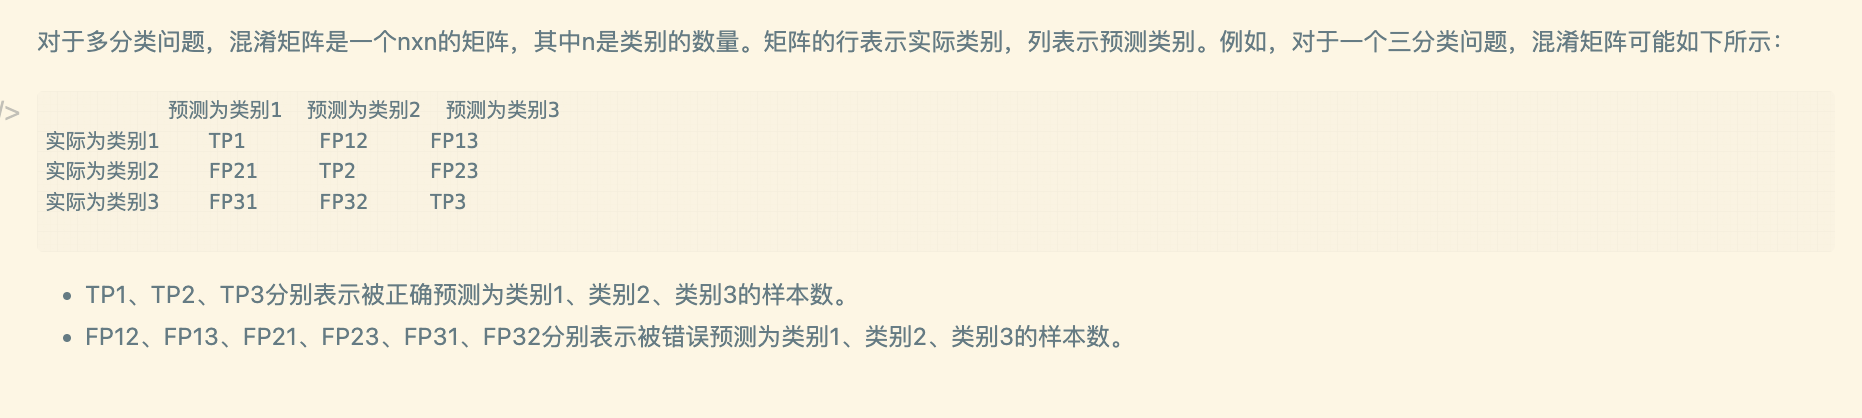 对于多分类问题，混淆矩阵是一个nxn的矩阵，其中n是类别的数量。矩阵的行表示实际类别，列表示预测类别。例如，对于一个三分类问题，混淆矩阵可能如下所示：
/>
预测为类别1 预测为类别2 预测为类别3
实际为类别1 TP1 FP12 FP13
实际为类别2 FP21 TP2 FP23
实际为类别3 FP31 FP32 TP3
• TP1、TP2、TP3分别表示被正确预测为类别1、类别2、类别3的样本数。
• FP12、FP13、FP21、FP23、FP31、FP32分别表示被错误预测为类别1、类别2、类别3的样本数。